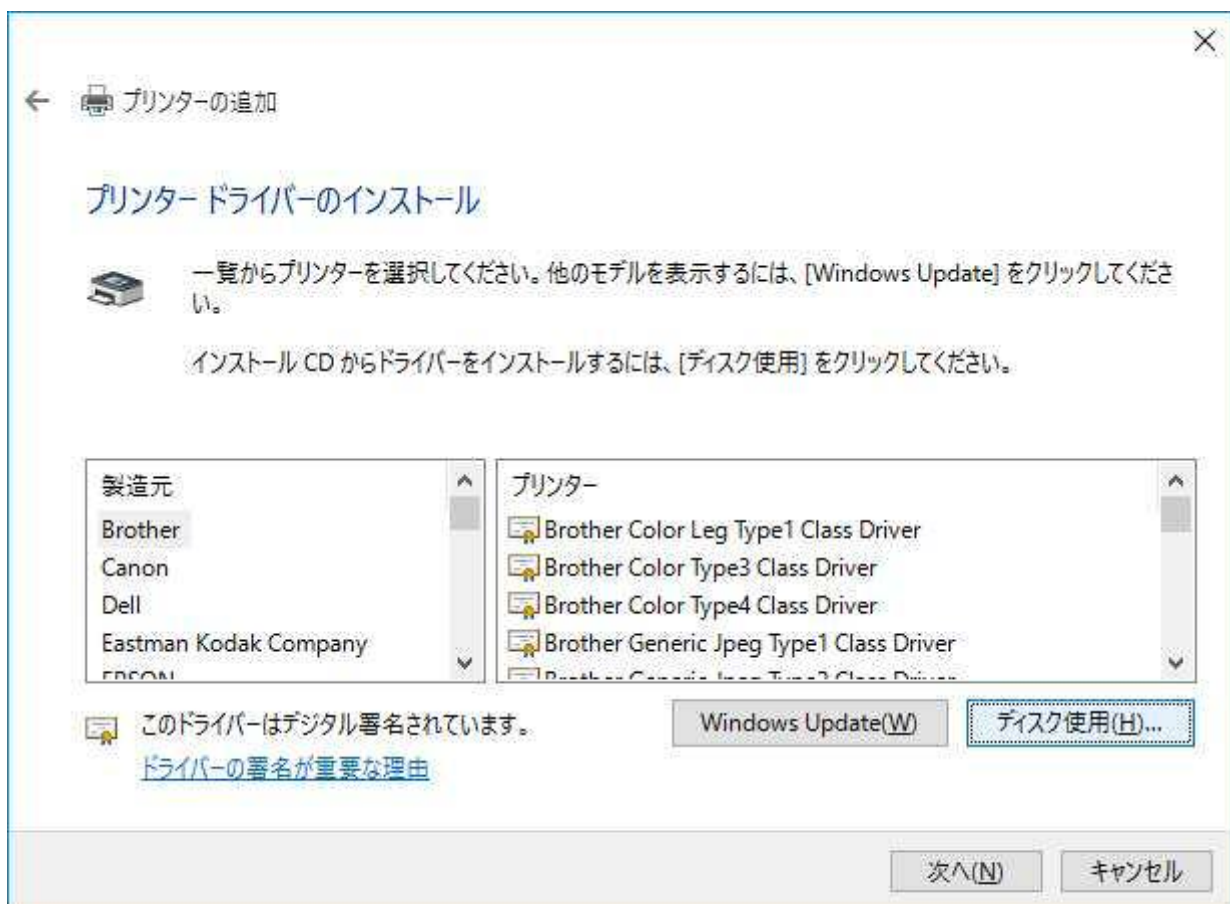 プリンターの追加
プリンター ドライバーのインストール
一覧からプリンターを選択してください。他のモデルを表示するには、[Windows Update] をクリックしてくださ
い。
インストール CD からドライバーをインストールするには、[ディスク使用] をクリックしてください。
製造元
Brother
Canon
Dell
Eastman Kodak Company
EPSON
プリンター
Brother Color Leg Type1 Class Driver
Brother Color Type3 Class Driver
Brother Color Type4 Class Driver
Brother Generic Jpeg Type1 Class Driver
Brother Generic Jpeg Type2 Class Driver
このドライバーはデジタル署名されています。
ドライバーの署名が重要な理由
Windows Update(W)
ディスク使用(H)...
次へ(N)
キャンセル